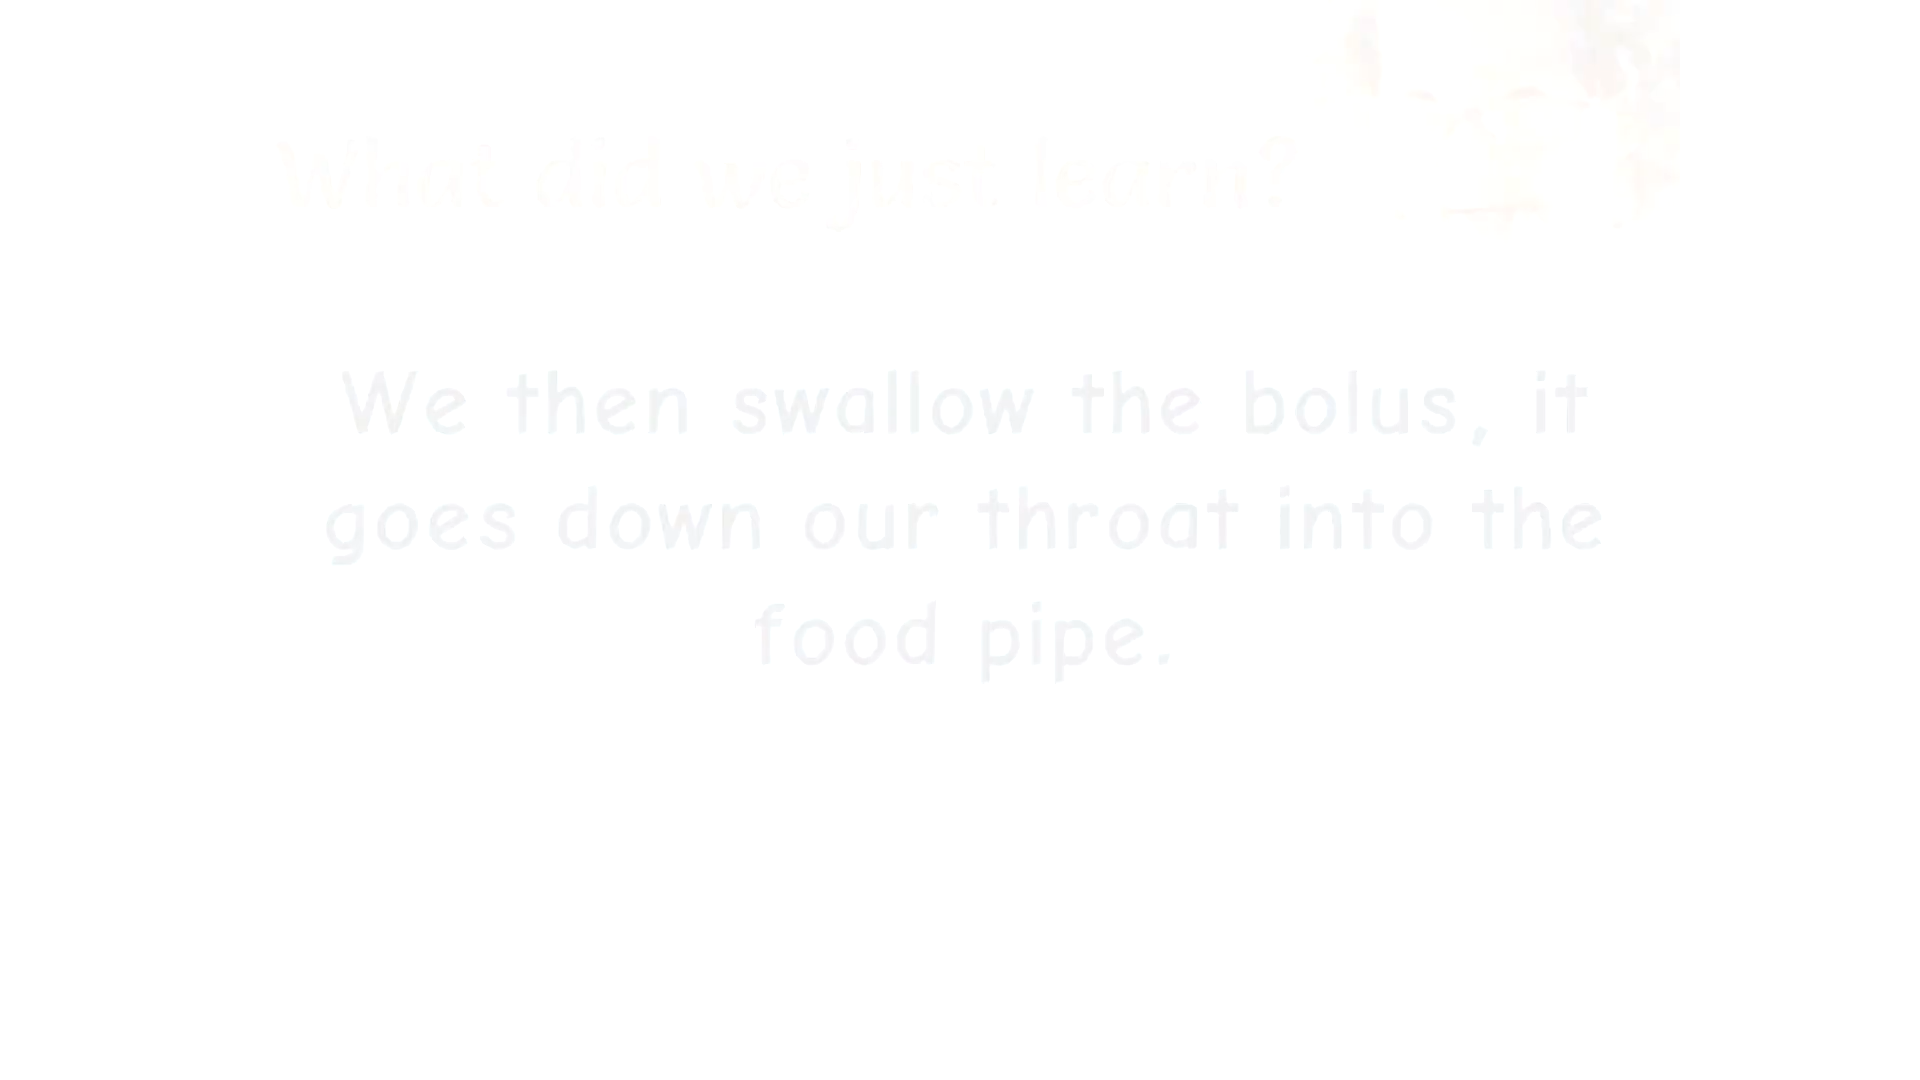 What did we just learn?
We then swallow the bolus, it
goes down our throat into the
food pipe.